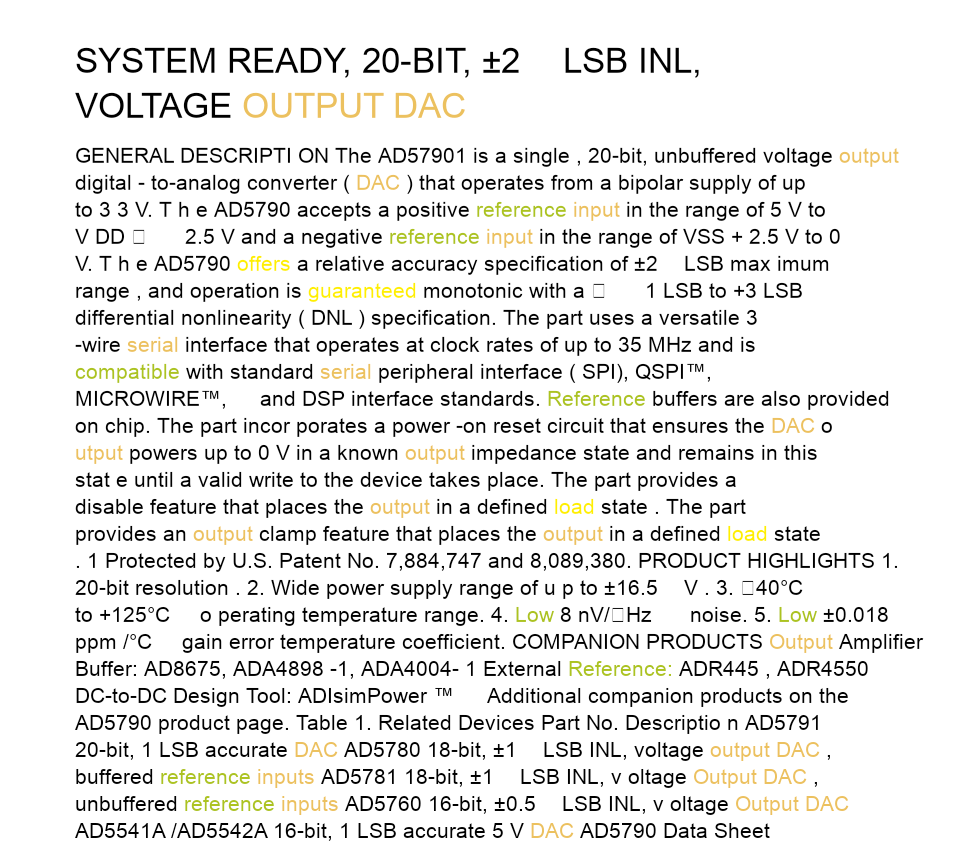 SYSTEM READY, 20-BIT, ±2 LSB INL,
VOLTAGE OUTPUT DAC
GENERAL DESCRIPTI ON The AD57901 is a single , 20-bit, unbuffered voltage output
digital - to-analog converter ( DAC ) that operates from a bipolar supply of up
to 3 3 V. T h e AD5790 accepts a positive reference input in the range of 5 V to
V DD □ 2.5 V and a negative reference input in the range of VSS + 2.5 V to 0
V. T h e AD5790 offers a relative accuracy specification of ±2 LSB max imum
range , and operation is guaranteed monotonic with a □ 1 LSB to +3 LSB
differential nonlinearity ( DNL ) specification. The part uses a versatile 3
-wire serial interface that operates at clock rates of up to 35 MHz and is
compatible with standard serial peripheral interface ( SPI), QSPI™,
MICROWIRE™, and DSP interface standards. Reference buffers are also provided
on chip. The part incor porates a power -on reset circuit that ensures the DAC o
utput powers up to 0 V in a known output impedance state and remains in this
stat e until a valid write to the device takes place. The part provides a
disable feature that places the output in a defined load state . The part
provides an output clamp feature that places the output in a defined load state
. 1 Protected by U.S. Patent No. 7,884,747 and 8,089,380. PRODUCT HIGHLIGHTS 1.
20-bit resolution . 2. Wide power supply range of u p to ±16.5 V . 3. □40°C
to +125°C o perating temperature range. 4. Low 8 nV/□Hz noise. 5. Low ±0.018
ppm /°C gain error temperature coefficient. COMPANION PRODUCTS Output Amplifier
Buffer: AD8675, ADA4898 -1, ADA4004- 1 External Reference: ADR445 , ADR4550
DC-to-DC Design Tool: ADIsimPower ™ Additional companion products on the
AD5790 product page. Table 1. Related Devices Part No. Descriptio n AD5791
20-bit, 1 LSB accurate DAC AD5780 18-bit, ±1 LSB INL, voltage output DAC ,
buffered reference inputs AD5781 18-bit, ±1 LSB INL, v oltage Output DAC ,
unbuffered reference inputs AD5760 16-bit, ±0.5 LSB INL, v oltage Output DAC
AD5541A /AD5542A 16-bit, 1 LSB accurate 5 V DAC AD5790 Data Sheet